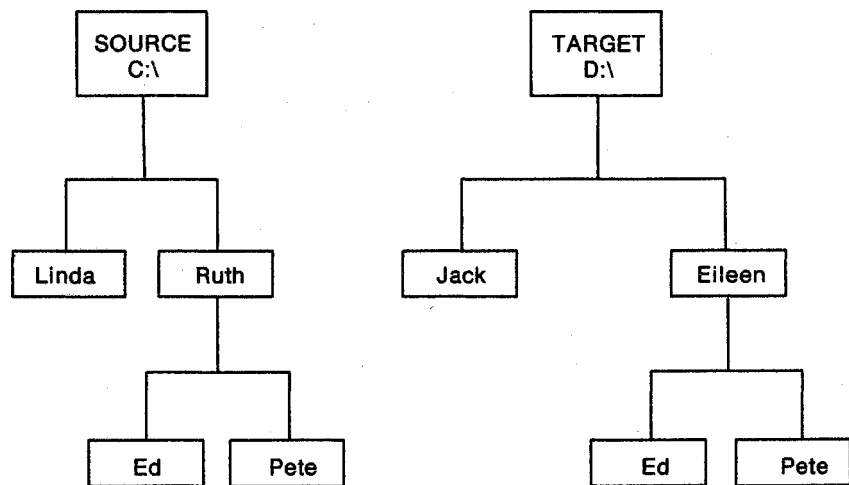 SOURCE
C:\
TARGET
D:\
Linda
Ruth
Jack
Eileen
Ed
Pete
Ed
Pete